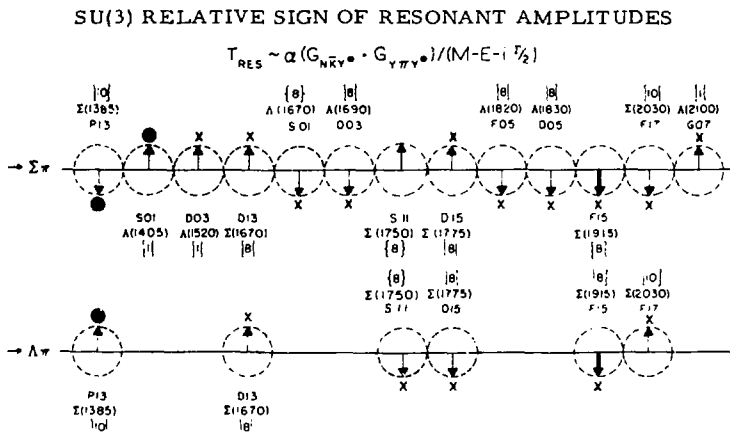 SU(3) RELATIVE SIGN OF RESONANT AMPLITUDES
T_RES ~ α (G_NK̄Y* · G_YπY*)/(M-E-i Γ/2)
{10} {8} {8} {8} {8} {10} {1}
Σ(1385) Λ(1670) Λ(1690) Λ(1820) Λ(1830) Σ(2030) Λ(2100)
P13 S01 D03 F05 D05 F17 G07
→ Σπ
S01 D03 D13 S11 D15 F15
Λ(1405) Λ(1520) Σ(1670) Σ(1750) Σ(1775) Σ(1915)
{1} {1} {8} {8} {8} {8}
{8} {8} {8} {10}
Σ(1750) Σ(1775) Σ(1915) Σ(2030)
S11 D15 F15 F17
→ Λπ
P13 D13
Σ(1385) Σ(1670)
{10} {8}